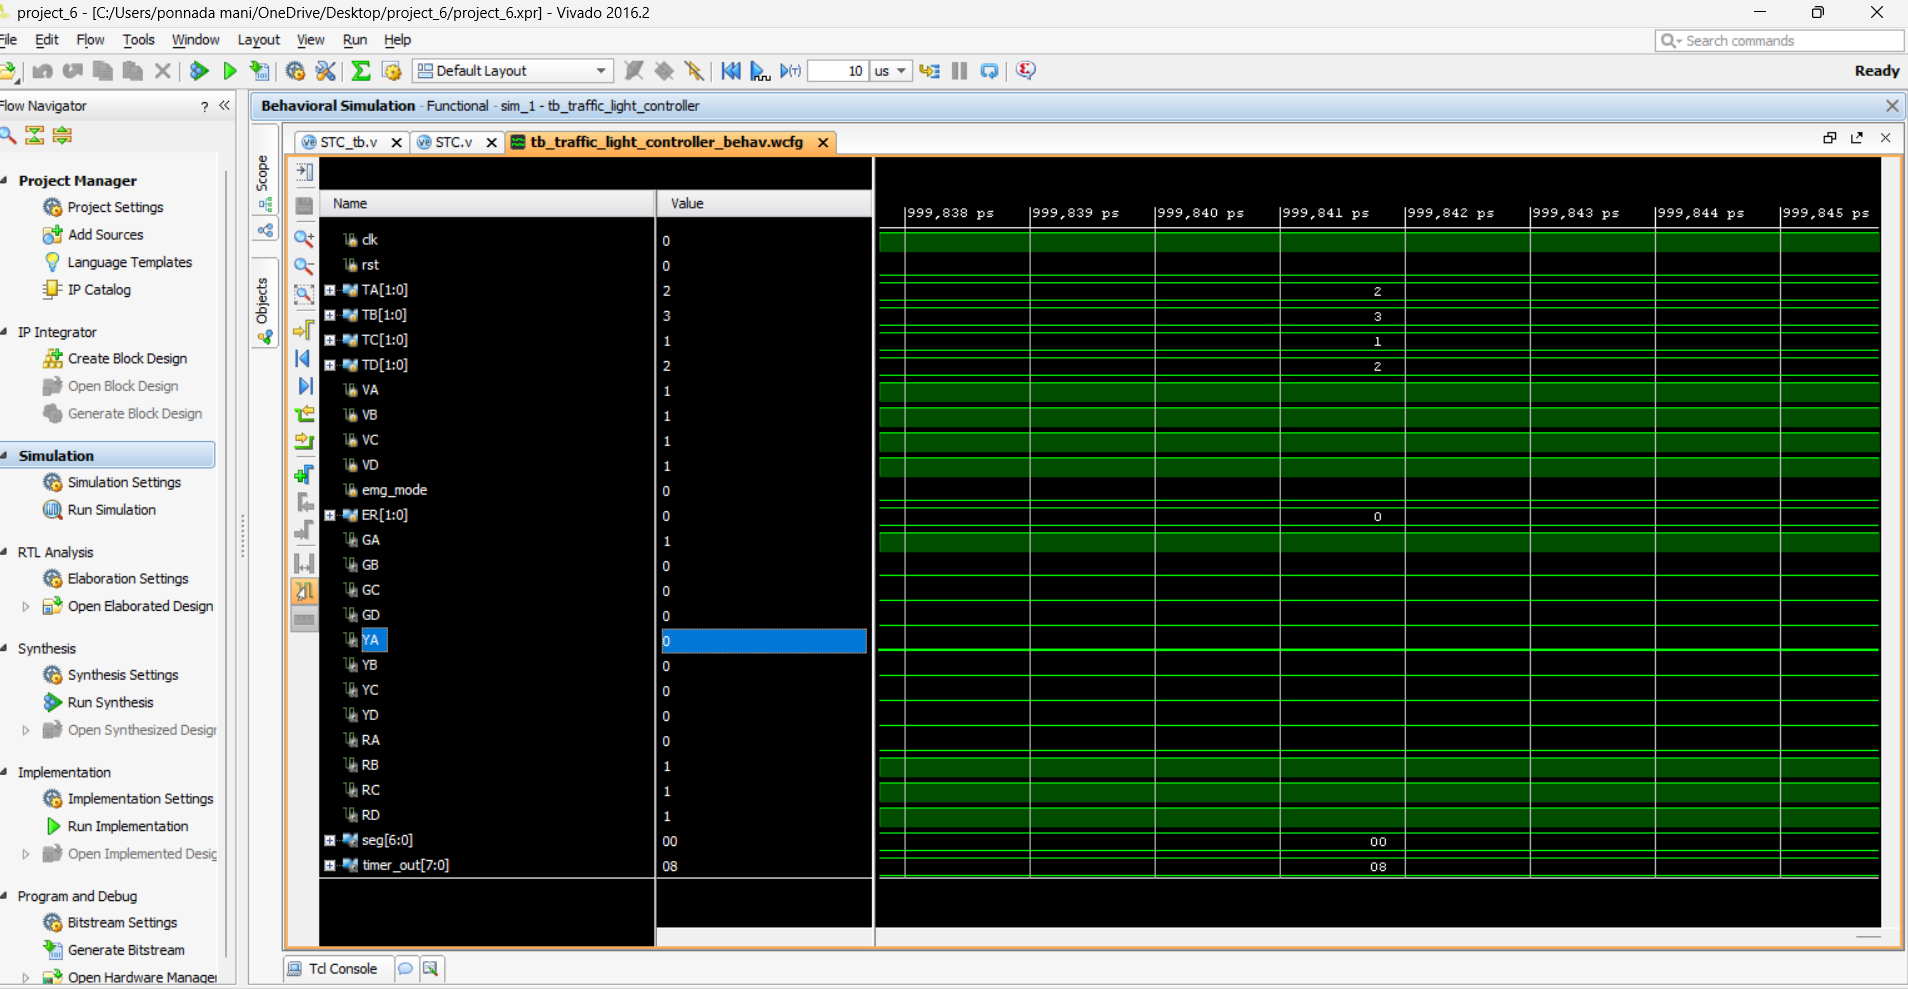 project_6 - [C:/Users/ponnada mani/OneDrive/Desktop/project_6/project_6.xpr] - Vivado 2016.2
File Edit Flow Tools Window Layout View Run Help
Search commands
Default Layout
10 us
Ready
Flow Navigator ? «
Behavioral Simulation - Functional - sim_1 - tb_traffic_light_controller
STC_tb.v
STC.v
tb_traffic_light_controller_behav.wcfg
Project Manager
Project Settings
Add Sources
Language Templates
IP Catalog
IP Integrator
Create Block Design
Open Block Design
Generate Block Design
Simulation
Simulation Settings
Run Simulation
RTL Analysis
Elaboration Settings
Open Elaborated Design
Synthesis
Synthesis Settings
Run Synthesis
Open Synthesized Design
Implementation
Implementation Settings
Run Implementation
Open Implemented Desig
Program and Debug
Bitstream Settings
Generate Bitstream
Open Hardware Manager
Scope
Objects
Name Value
999,838 ps 999,839 ps 999,840 ps 999,841 ps 999,842 ps 999,843 ps 999,844 ps 999,845 ps
clk 0
rst 0
TA[1:0] 2 2
TB[1:0] 3 3
TC[1:0] 1 1
TD[1:0] 2 2
VA 1
VB 1
VC 1
VD 1
emg_mode 0
ER[1:0] 0 0
GA 1
GB 0
GC 0
GD 0
YA 0
YB 0
YC 0
YD 0
RA 0
RB 1
RC 1
RD 1
seg[6:0] 00 00
timer_out[7:0] 08 08
Tcl Console